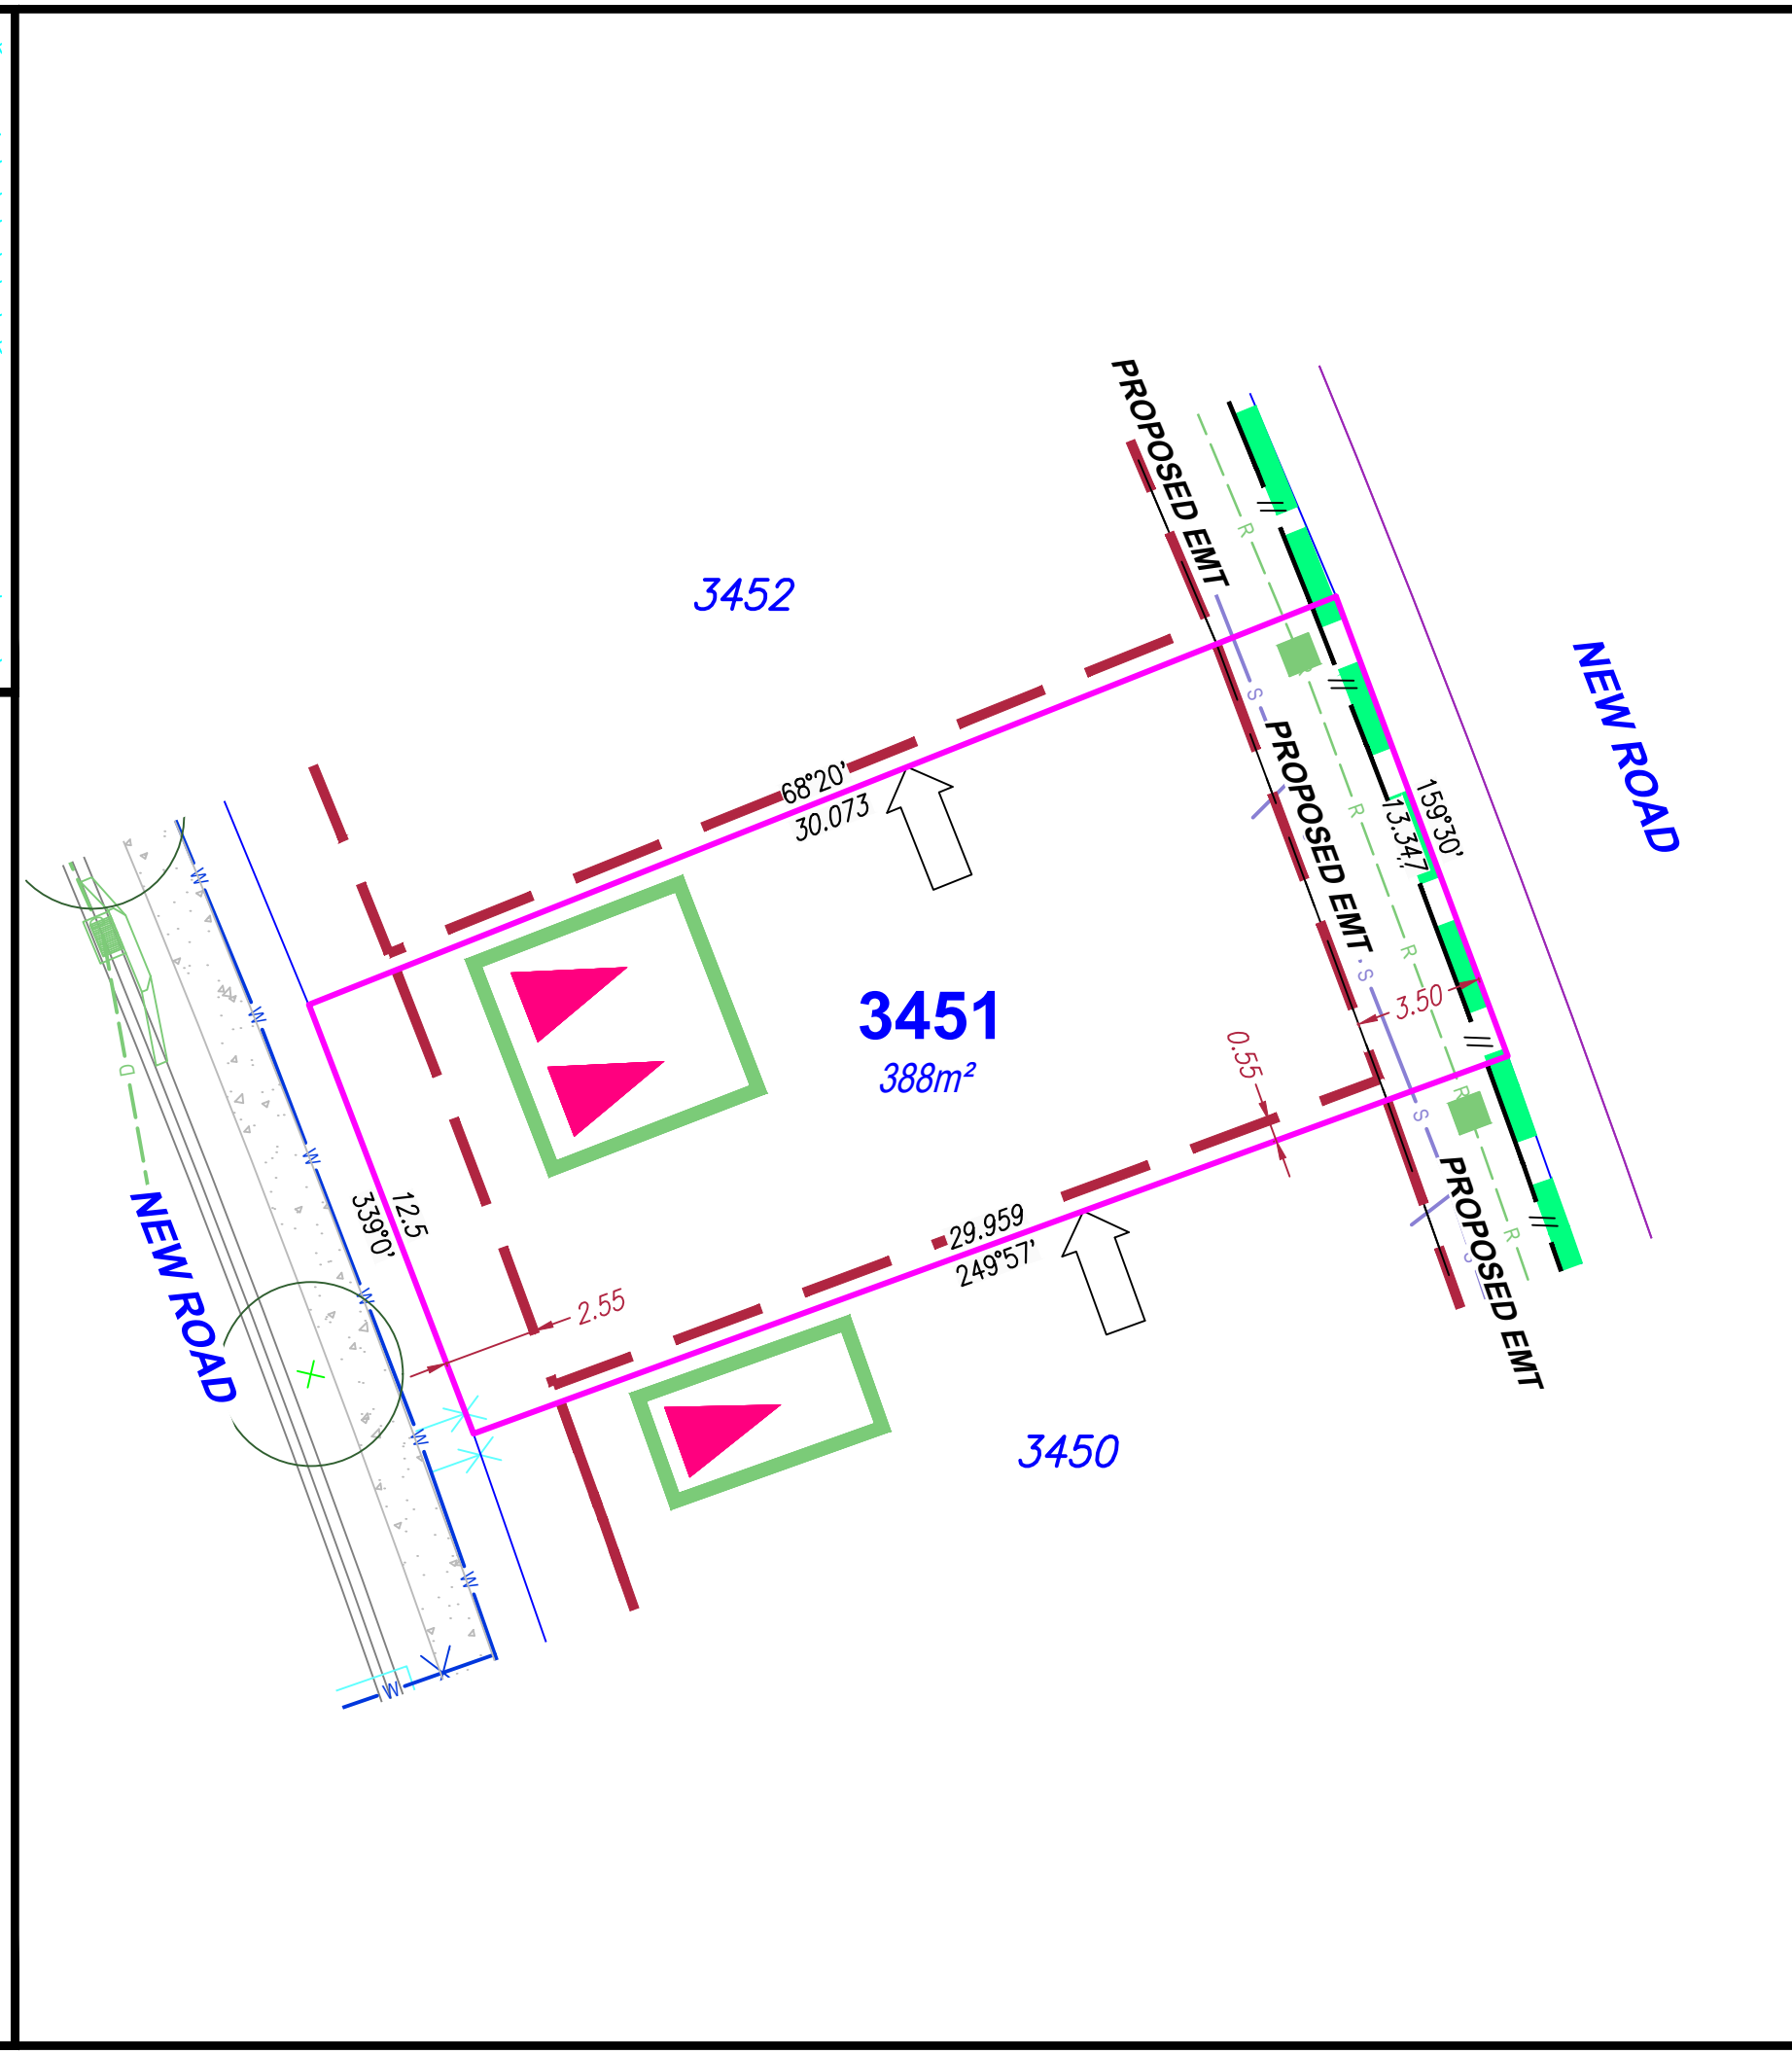 PROPOSED EMT
R
3452
NEW ROAD
S
68°20'
30.073
PROPOSED EMT
159°30'
13.347
R
W
R
S
3.50
3451
388m²
0.55
W
D
R
S
W
12.5
339°0'
29.959
249°57'
NEW ROAD
PROPOSED EMT
R
S
W
2.55
W
3450
W
W